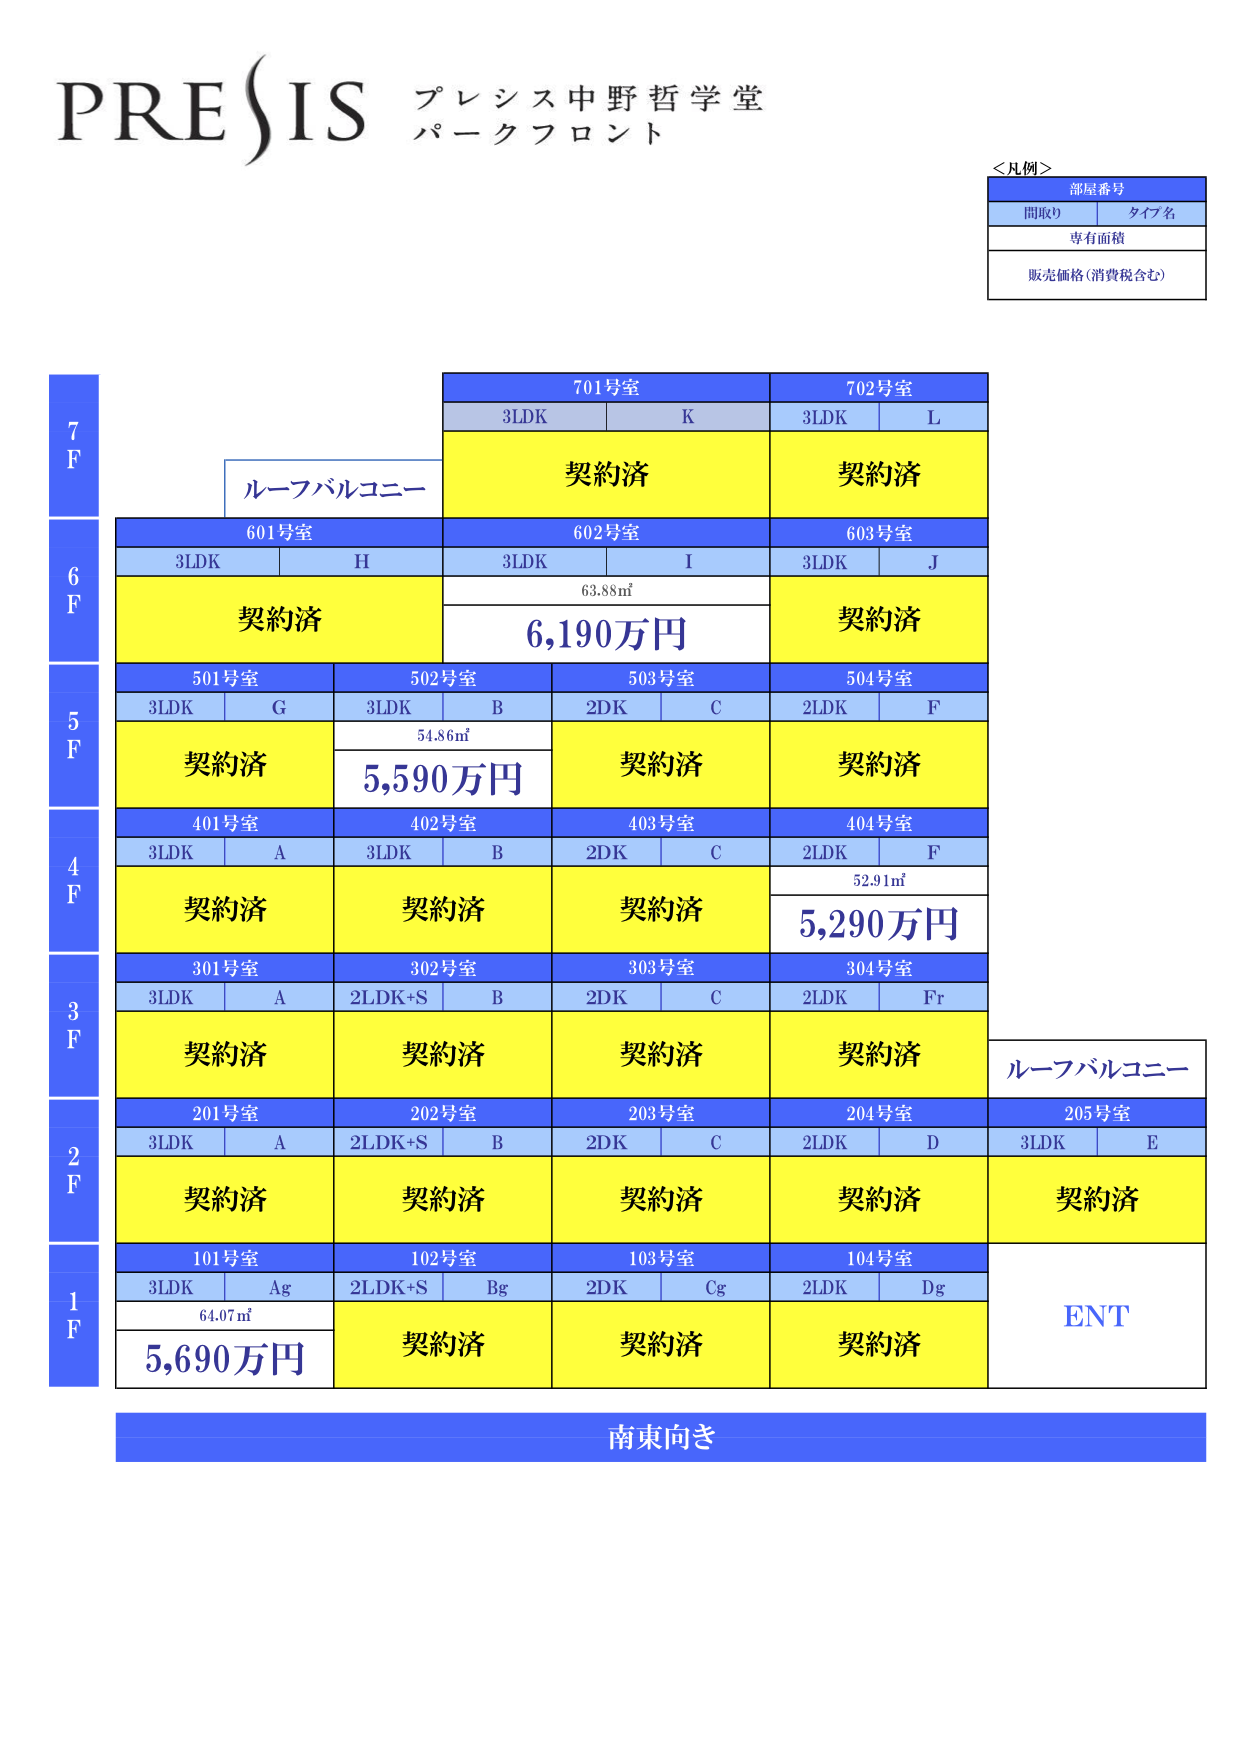 PRESIS
プレシス中野哲学堂
パークフロント
＜凡例＞
部屋番号
間取り タイプ名
専有面積
販売価格（消費税含む）
7F
701号室 702号室
3LDK K 3LDK L
契約済 契約済
ルーフバルコニー
6F
601号室 602号室 603号室
3LDK H 3LDK I 3LDK J
63.88㎡
契約済 6,190万円 契約済
5F
501号室 502号室 503号室 504号室
3LDK G 3LDK B 2DK C 2LDK F
54.86㎡
契約済 5,590万円 契約済 契約済
4F
401号室 402号室 403号室 404号室
3LDK A 3LDK B 2DK C 2LDK F
52.91㎡
契約済 契約済 契約済 5,290万円
3F
301号室 302号室 303号室 304号室
3LDK A 2LDK+S B 2DK C 2LDK Fr
契約済 契約済 契約済 契約済
ルーフバルコニー
2F
201号室 202号室 203号室 204号室 205号室
3LDK A 2LDK+S B 2DK C 2LDK D 3LDK E
契約済 契約済 契約済 契約済 契約済
1F
101号室 102号室 103号室 104号室
3LDK Ag 2LDK+S Bg 2DK Cg 2LDK Dg
64.07㎡
5,690万円 契約済 契約済 契約済
ENT
南東向き